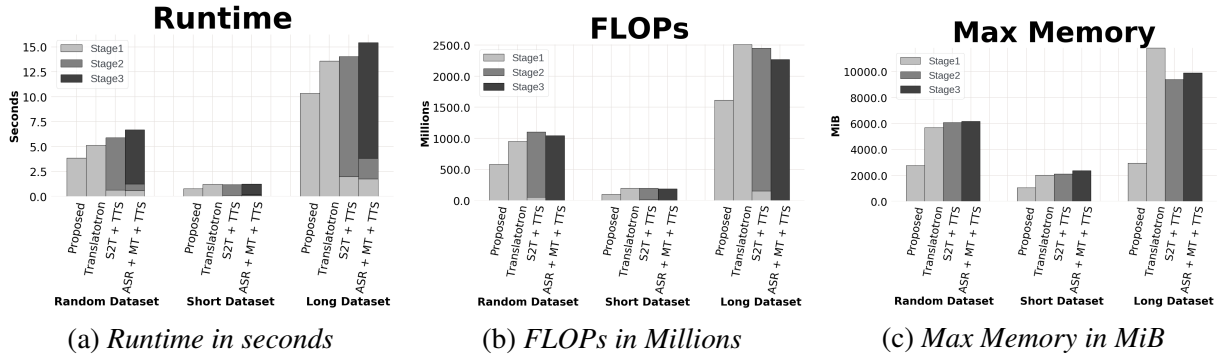 Runtime
15.0
12.5
10.0
7.5
5.0
2.5
0.0
Seconds
Stage1
Stage2
Stage3
Proposed
Translatotron
S2T + TTS
ASR + MT + TTS
Proposed
Translatotron
S2T + TTS
ASR + MT + TTS
Proposed
Translatotron
S2T + TTS
ASR + MT + TTS
Random Dataset
Short Dataset
Long Dataset
(a) Runtime in seconds
FLOPs
2500.0
2000.0
1500.0
1000.0
500.0
0.0
Millions
Stage1
Stage2
Stage3
Proposed
Translatotron
S2T + TTS
ASR + MT + TTS
Proposed
Translatotron
S2T + TTS
ASR + MT + TTS
Proposed
Translatotron
S2T + TTS
ASR + MT + TTS
Random Dataset
Short Dataset
Long Dataset
(b) FLOPs in Millions
Max Memory
10000.0
8000.0
6000.0
4000.0
2000.0
0.0
MiB
Stage1
Stage2
Stage3
Proposed
Translatotron
S2T + TTS
ASR + MT + TTS
Proposed
Translatotron
S2T + TTS
ASR + MT + TTS
Proposed
Translatotron
S2T + TTS
ASR + MT + TTS
Random Dataset
Short Dataset
Long Dataset
(c) Max Memory in MiB